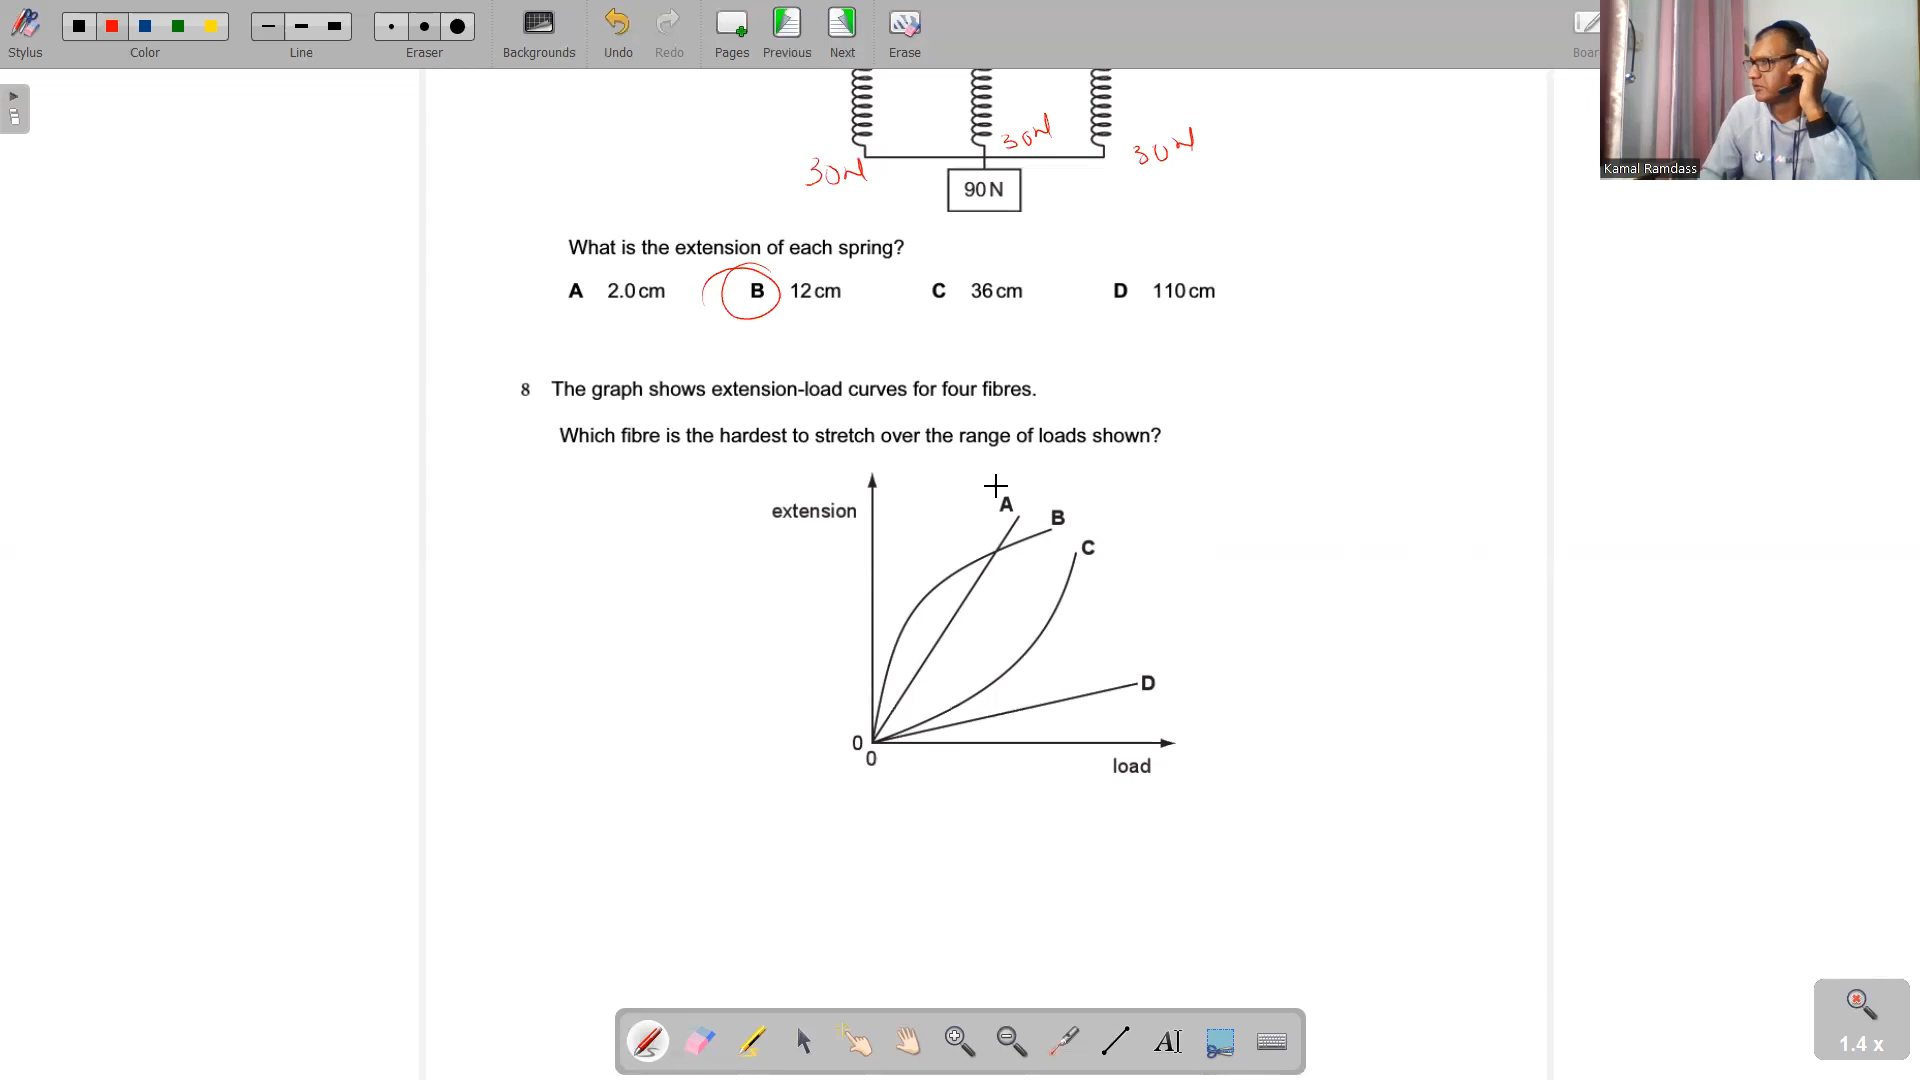 Stylus
Color
Line
Eraser
Backgrounds
Undo
Redo
Pages
Previous
Next
Erase
Boar
Kamal Ramdass
30N
30N
30N
90 N
What is the extension of each spring?
A 2.0 cm B 12 cm C 36 cm D 110 cm
8 The graph shows extension-load curves for four fibres.
Which fibre is the hardest to stretch over the range of loads shown?
extension
A
B
C
D
0
0
load
1.4 x